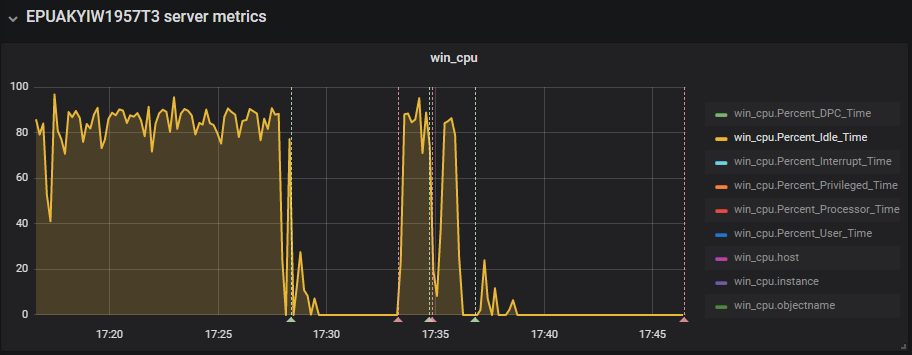 EPUAKYIW1957T3 server metrics
win_cpu
100
80
60
40
20
0
17:20 17:25 17:30 17:35 17:40 17:45
win_cpu.Percent_DPC_Time
win_cpu.Percent_Idle_Time
win_cpu.Percent_Interrupt_Time
win_cpu.Percent_Privileged_Time
win_cpu.Percent_Processor_Time
win_cpu.Percent_User_Time
win_cpu.host
win_cpu.instance
win_cpu.objectname